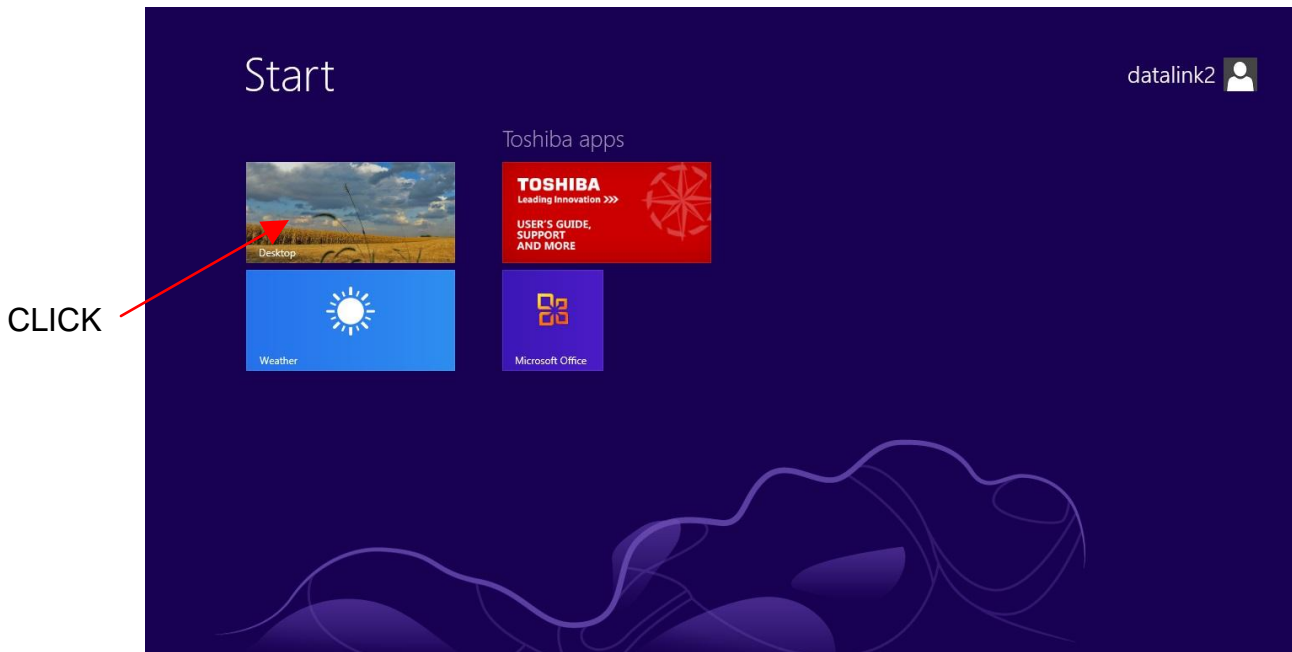 Start
datalink2
Toshiba apps
Desktop
TOSHIBA
Leading Innovation >>>
USER'S GUIDE,
SUPPORT
AND MORE
CLICK
Weather
Microsoft Office